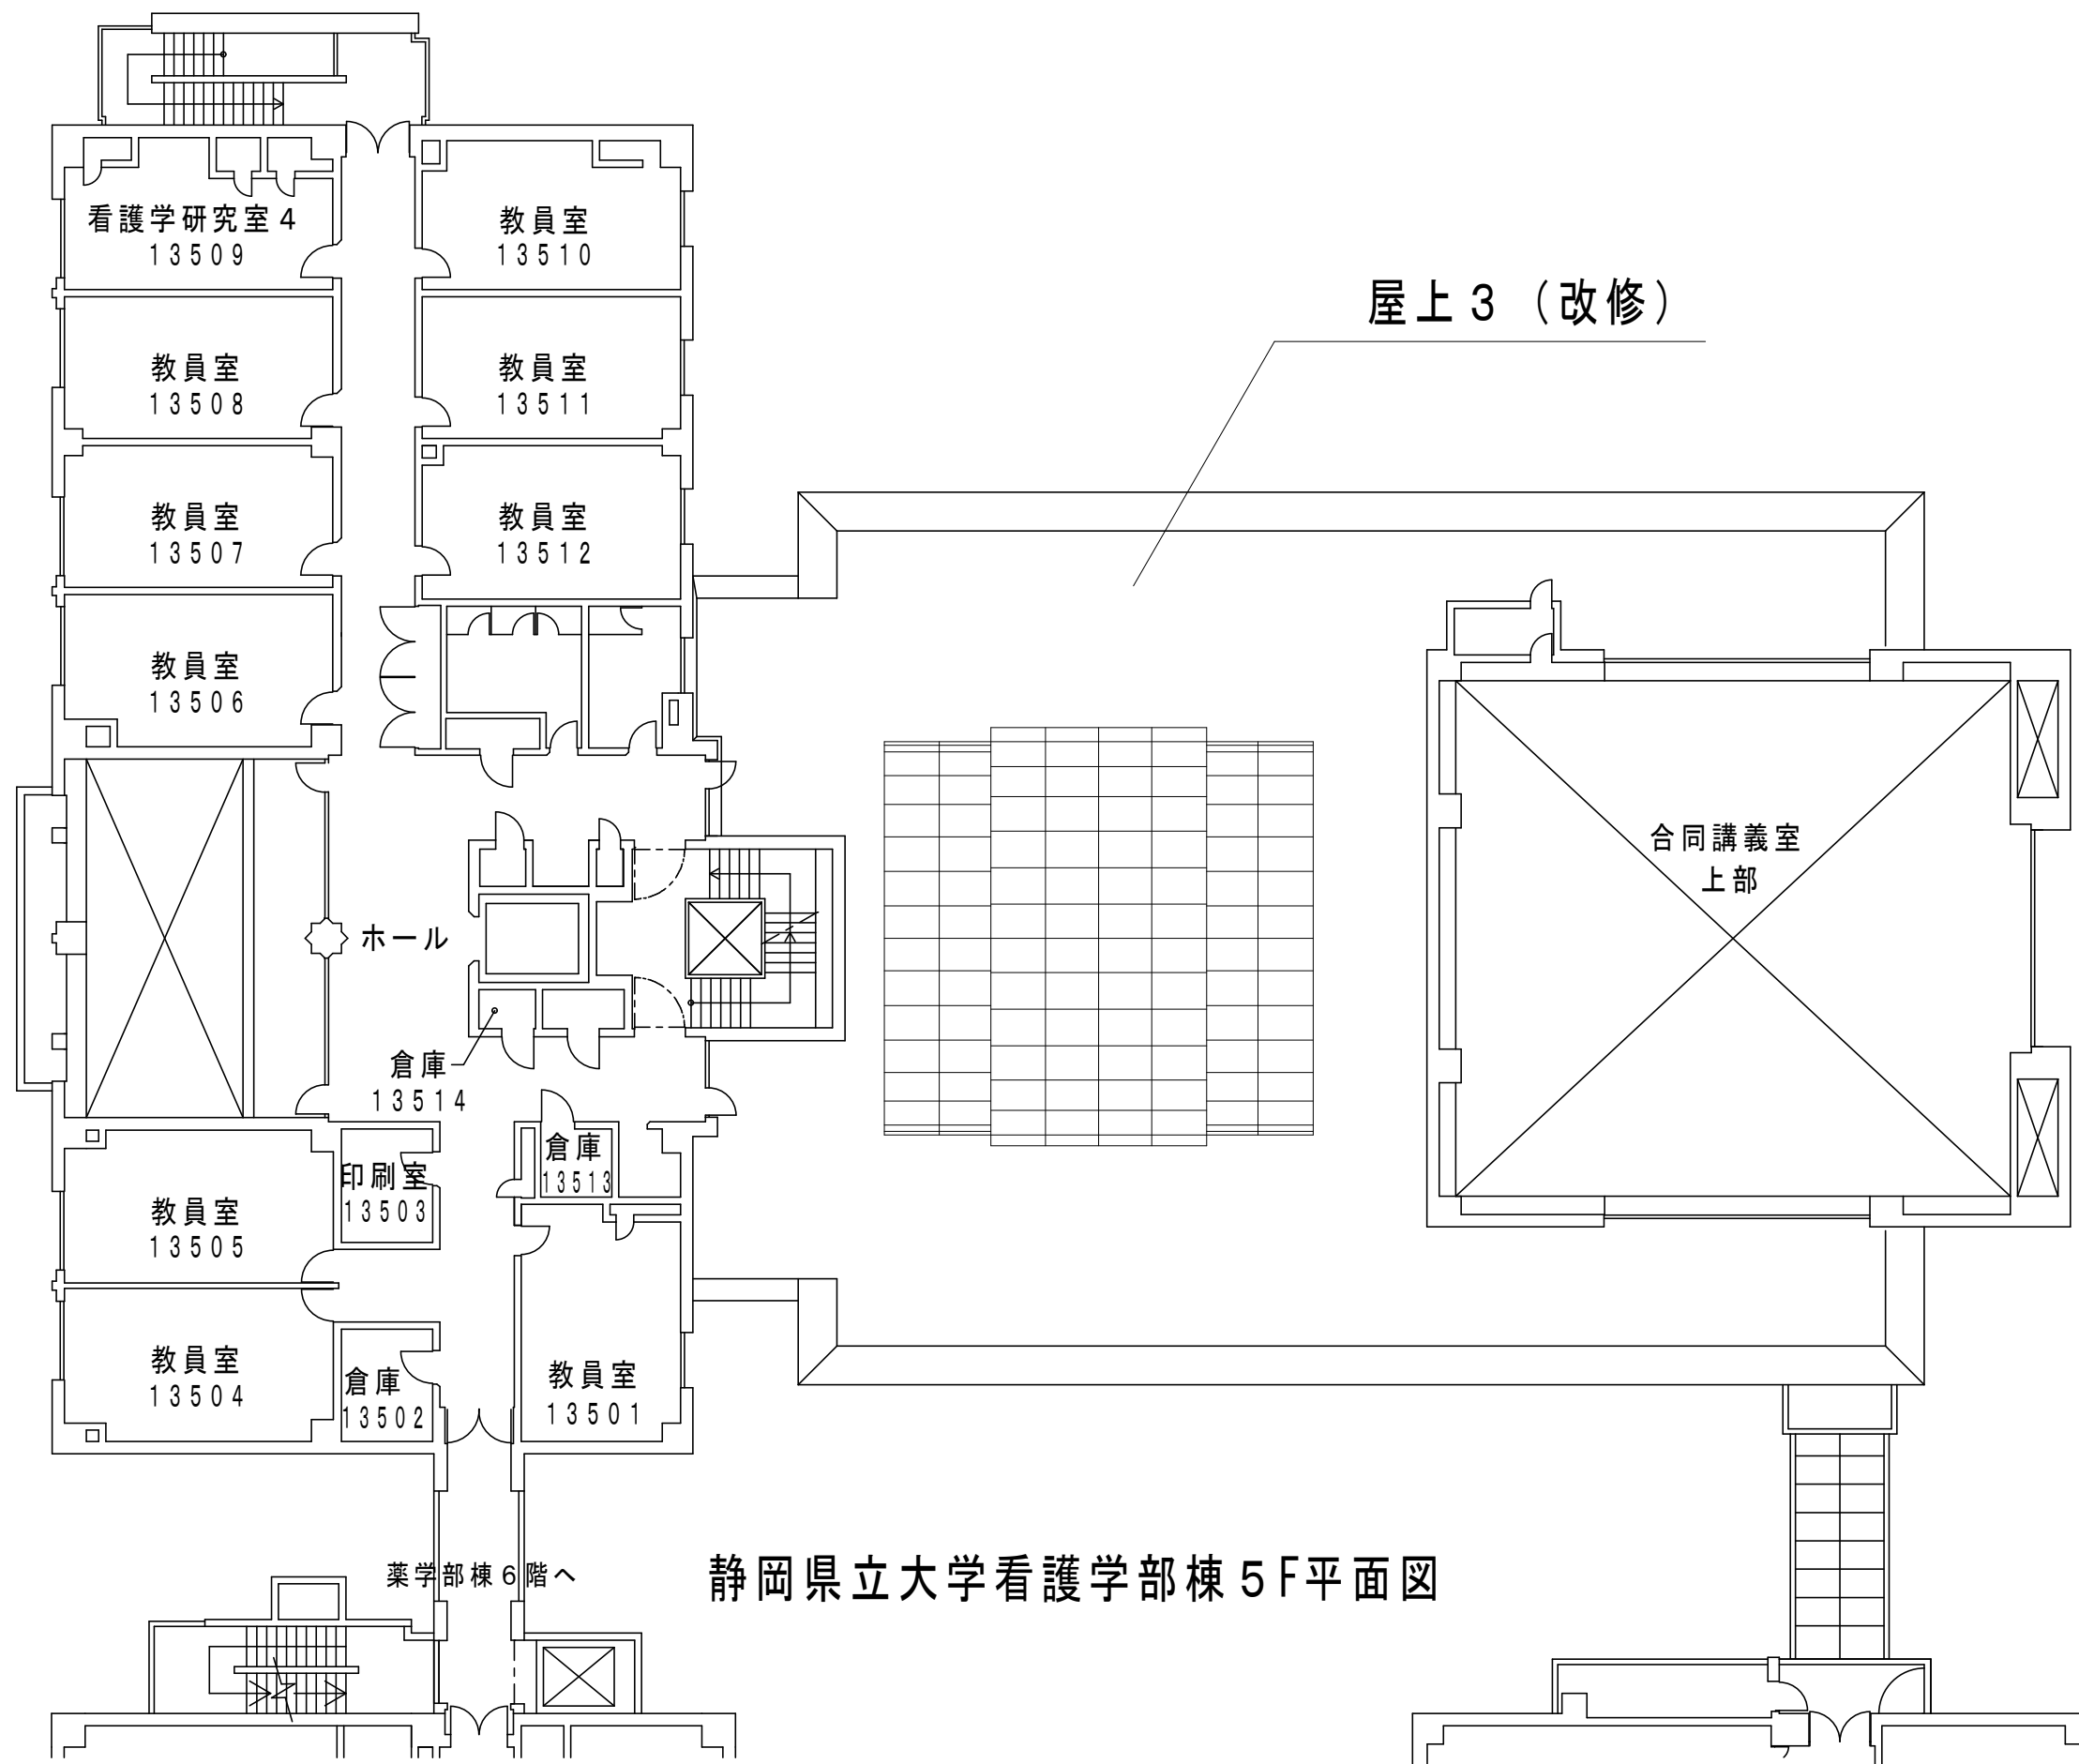 看護学研究室4
13509
教員室
13510
屋上3（改修）
教員室
13508
教員室
13511
教員室
13507
教員室
13512
教員室
13506
合同講義室
上部
ホール
倉庫
13514
倉庫
13513
印刷室
13503
教員室
13505
教員室
13504
倉庫
13502
教員室
13501
薬学部棟6階へ
静岡県立大学看護学部棟5F平面図